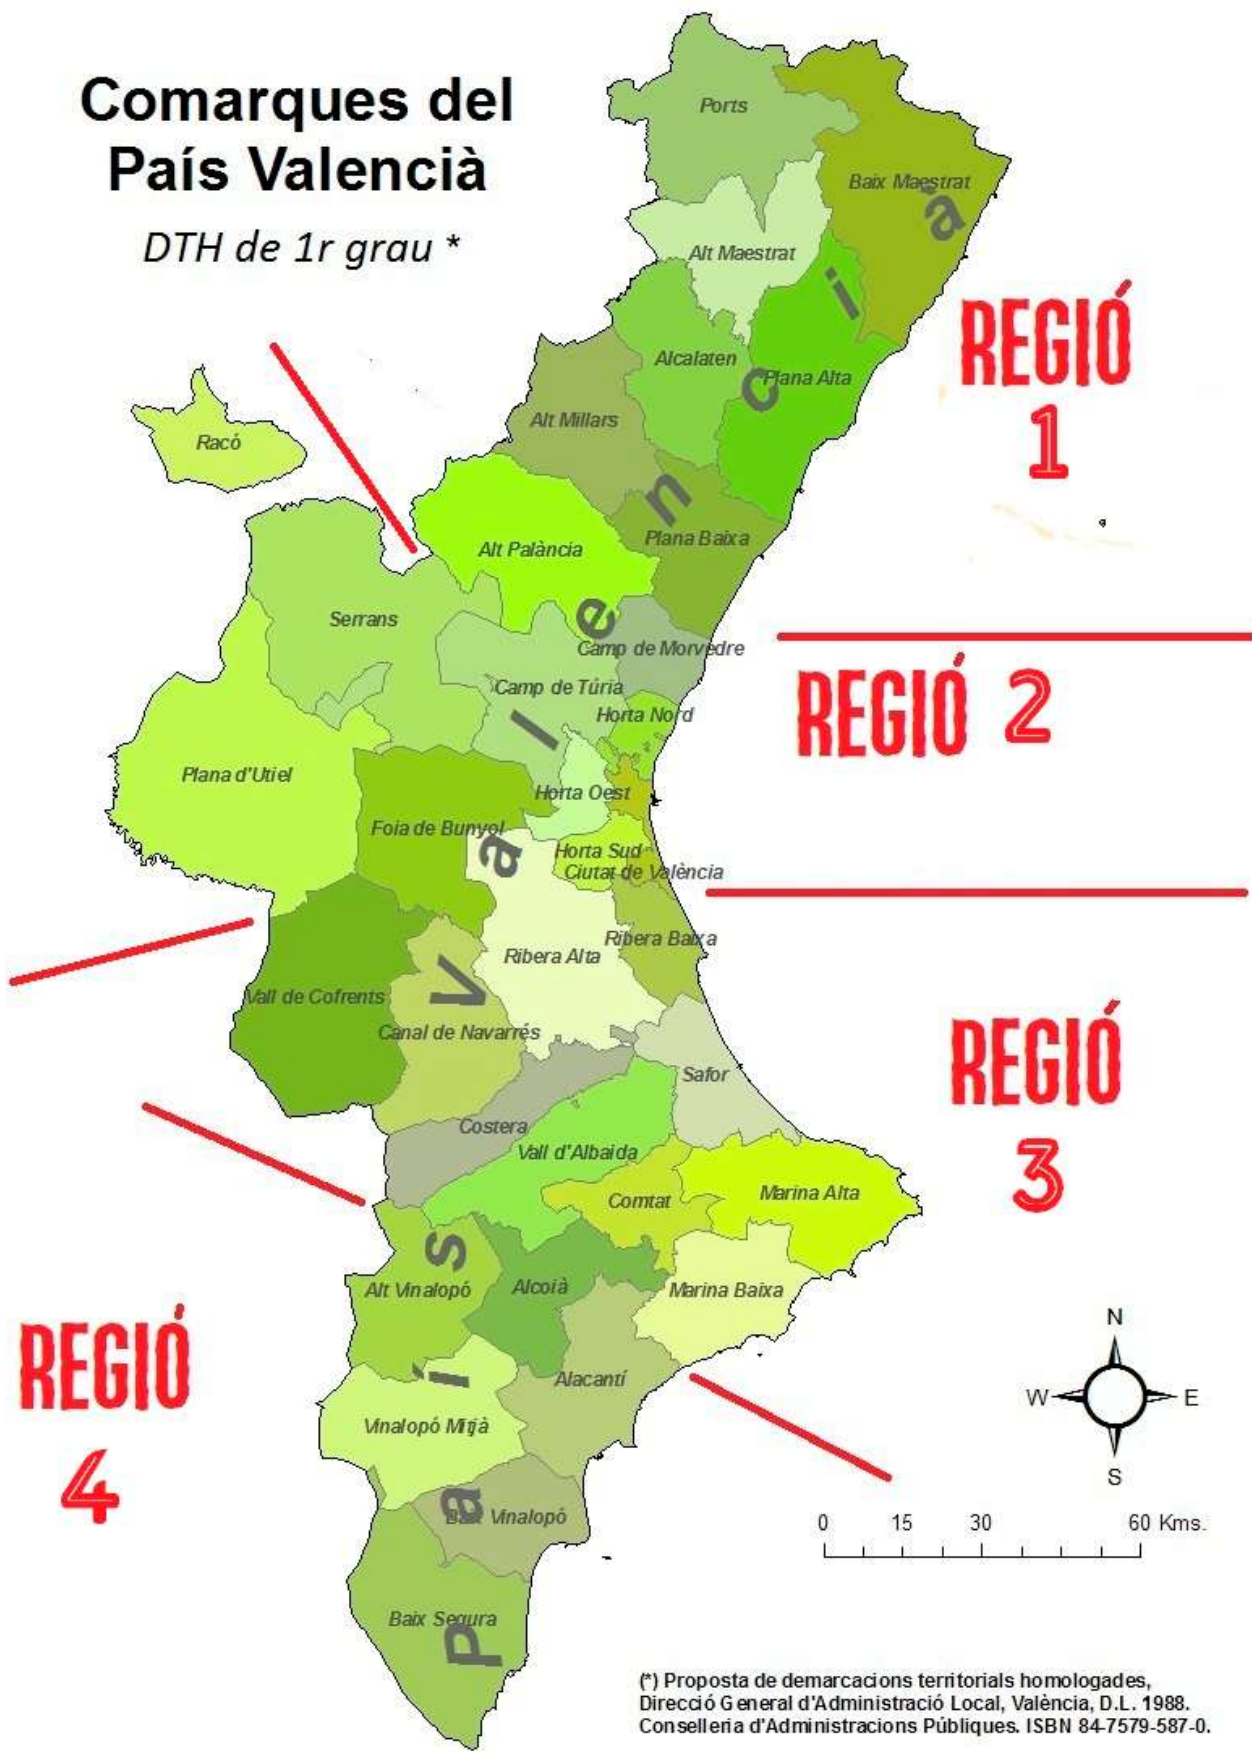 Comarques del
País Valencià
DTH de 1r grau *
Ports
Baix Maestrat
Alt Maestrat
REGIÓ
1
Alcalaten
Plana Alta
Alt Millars
Racó
Plana Baixa
Alt Palància
Serrans
Camp de Morvedre
REGIÓ 2
Camp de Túria
Horta Nord
Plana d'Utiel
Horta Oest
Foia de Bunyol
Horta Sud
Ciutat de València
Ribera Baixa
Ribera Alta
Vall de Cofrents
Canal de Navarrés
REGIÓ
3
Safor
Costera
Vall d'Albaida
Comtat
Marina Alta
Alt Vinalopó
Alcoià
Marina Baixa
REGIÓ
4
Alacantí
Vinalopó Mitjà
Baix Vinalopó
Baix Segura
País Valencià
N
W
E
S
0 15 30 60 Kms.
(*) Proposta de demarcacions territorials homologades,
Direcció General d'Administració Local, València, D.L. 1988.
Conselleria d'Administracions Públiques. ISBN 84-7579-587-0.